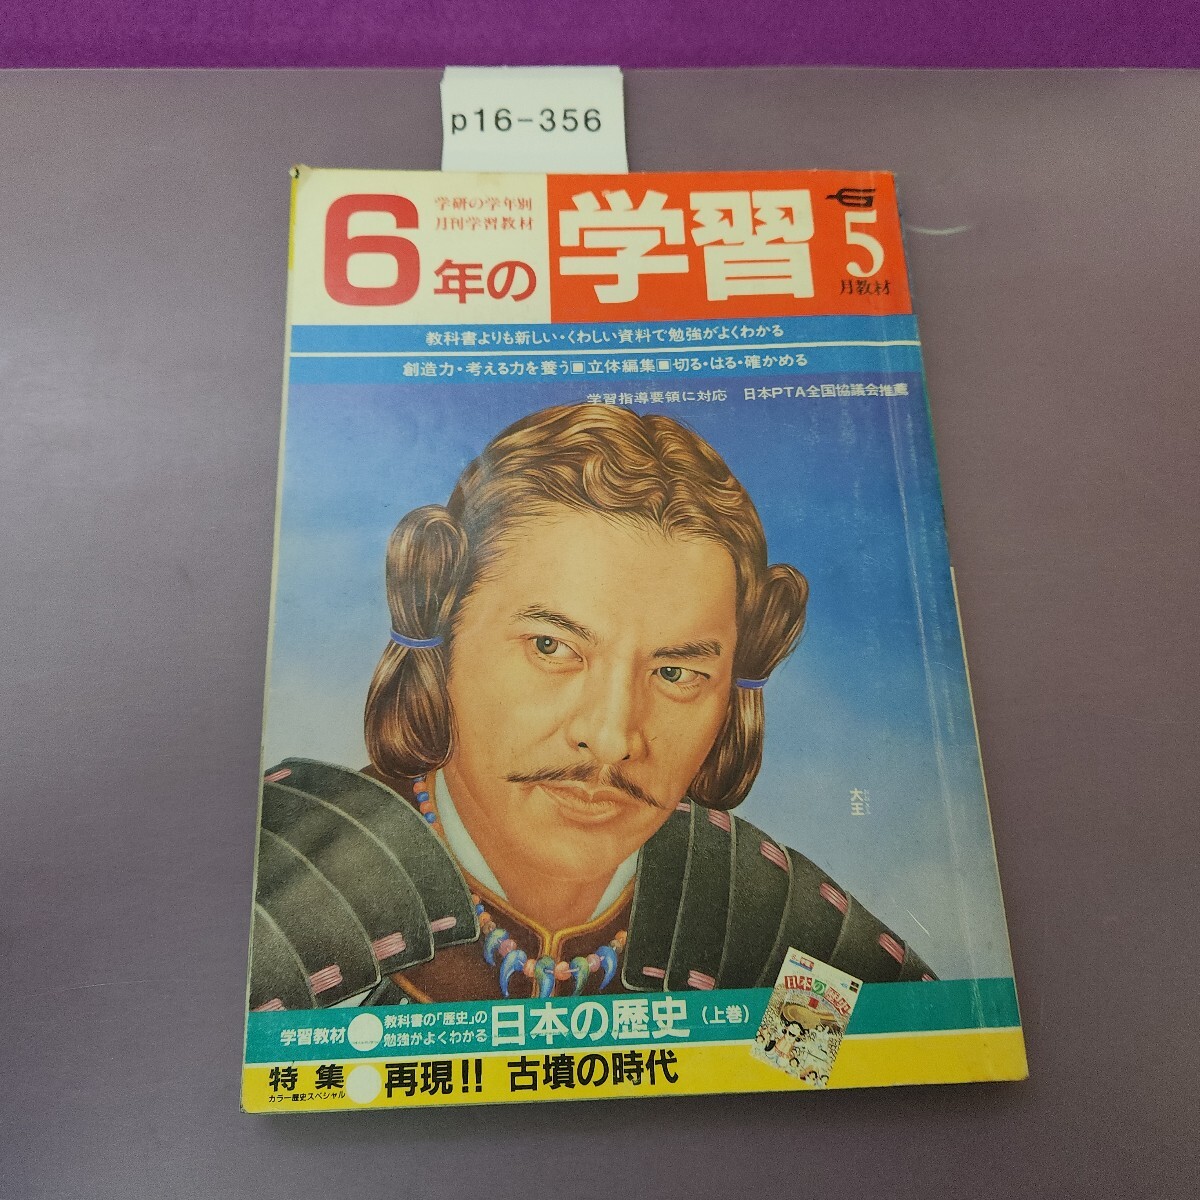 p16-356
学研の学年別
月刊学習教材
6年の
学習
5
月教材
教科書よりも新しい・くわしい資料で勉強がよくわかる
創造力・考える力を養う■立体編集■切る・はる・確かめる
学習指導要領に対応 日本PTA全国協議会推薦
大王
学習教材
教科書の「歴史」の
勉強がよくわかる
日本の歴史(上巻)
日本の歴史
特集
カラー歴史スペシャル
再現!! 古墳の時代